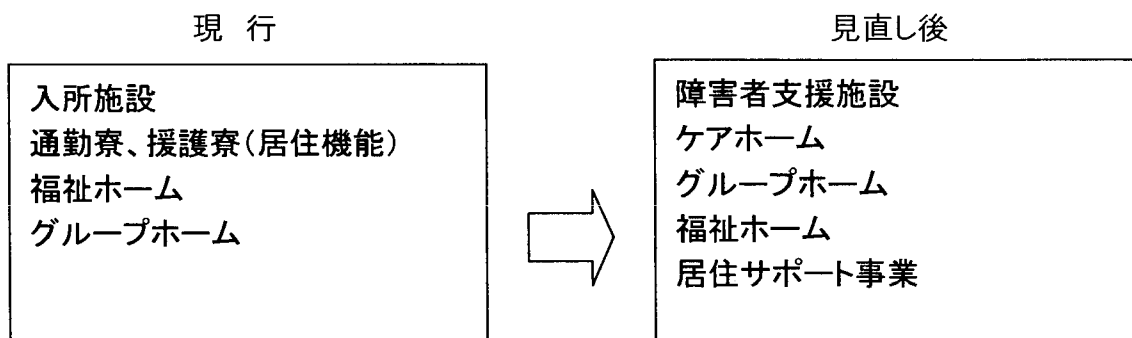 現 行
入所施設
通勤寮、援護寮(居住機能)
福祉ホーム
グループホーム
見直し後
障害者支援施設
ケアホーム
グループホーム
福祉ホーム
居住サポート事業